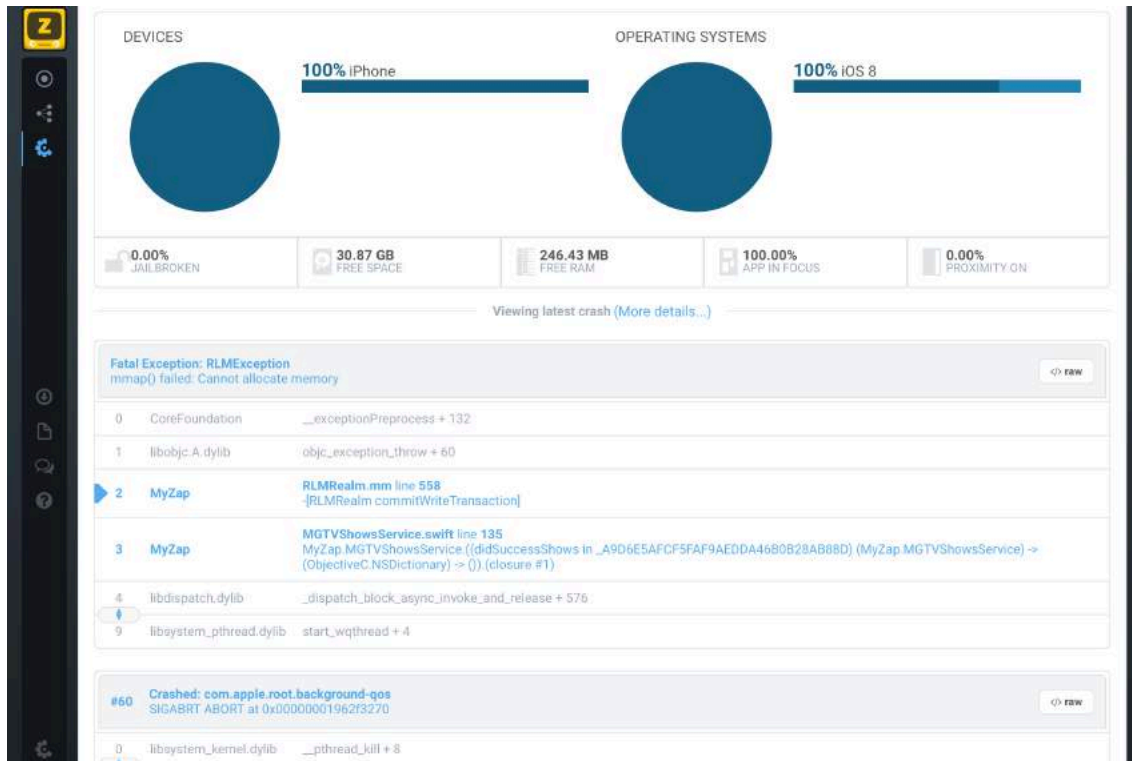 Z
DEVICES
100% iPhone
OPERATING SYSTEMS
100% iOS 8
0.00%
JAILBROKEN
30.87 GB
FREE SPACE
246.43 MB
FREE RAM
100.00%
APP IN FOCUS
0.00%
PROXIMITY ON
Viewing latest crash (More details...)
Fatal Exception: RLMException
mmap() failed: Cannot allocate memory
</> raw
0 CoreFoundation __exceptionPreprocess + 132
1 libobjc.A.dylib objc_exception_throw + 60
2 MyZap RLMRealm.mm line 558
-[RLMRealm commitWriteTransaction]
3 MyZap MGTVShowsService.swift line 135
MyZap.MGTVShowsService.((didSuccessShows in _A9D6E5AFCF5FAF9AEDDA46B0B28AB88D) (MyZap.MGTVShowsService) ->
(ObjectiveC.NSDictionary) -> ()).(closure #1)
4 libdispatch.dylib _dispatch_block_async_invoke_and_release + 576
9 libsystem_pthread.dylib start_wqthread + 4
#60 Crashed: com.apple.root.background-qos
SIGABRT ABORT at 0x00000001962f3270
</> raw
0 libsystem_kernel.dylib __pthread_kill + 8